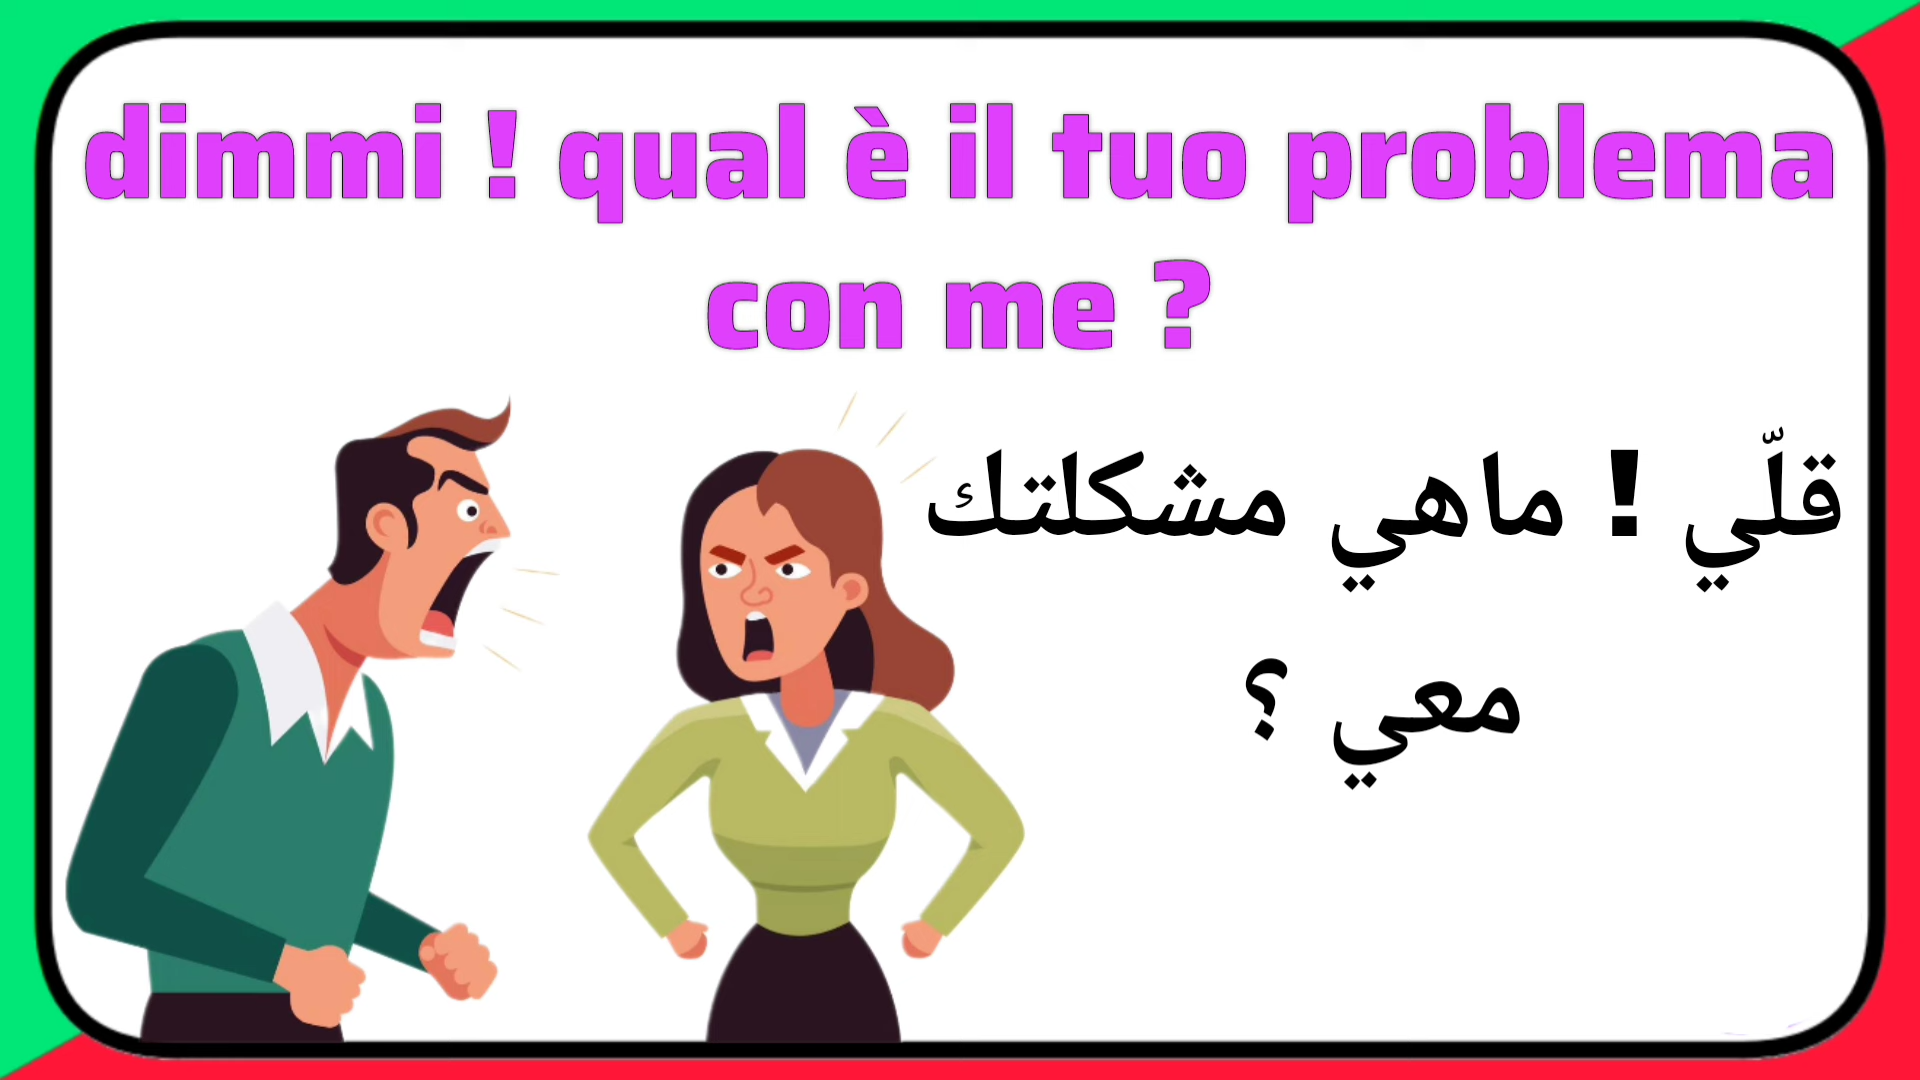 dimmi ! qual è il tuo problema
con me ?
قلّي ! ماهي مشكلتك
معي ؟